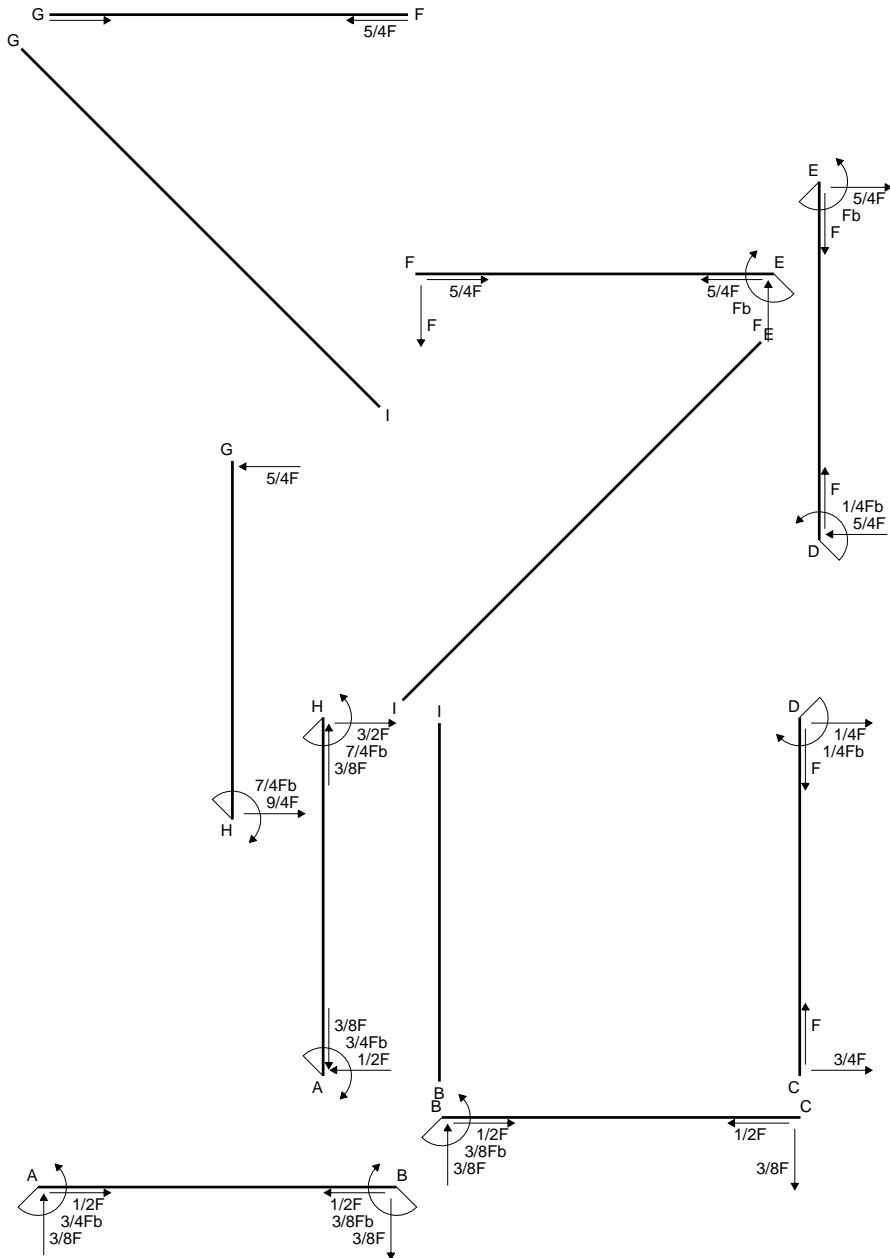 G F
5/4F
G
E
5/4F
Fb
F
F E
5/4F 5/4F
Fb
F F
E
I
G
5/4F
F
1/4Fb
5/4F
D
H I I D
3/2F
7/4Fb
3/8F
1/4F
1/4Fb
F
7/4Fb
9/4F
H
3/8F
3/4Fb
1/2F
A
F
3/4F
C
B
B C
1/2F 1/2F
3/8Fb
3/8F 3/8F
A B
1/2F 1/2F
3/4Fb 3/8Fb
3/8F 3/8F